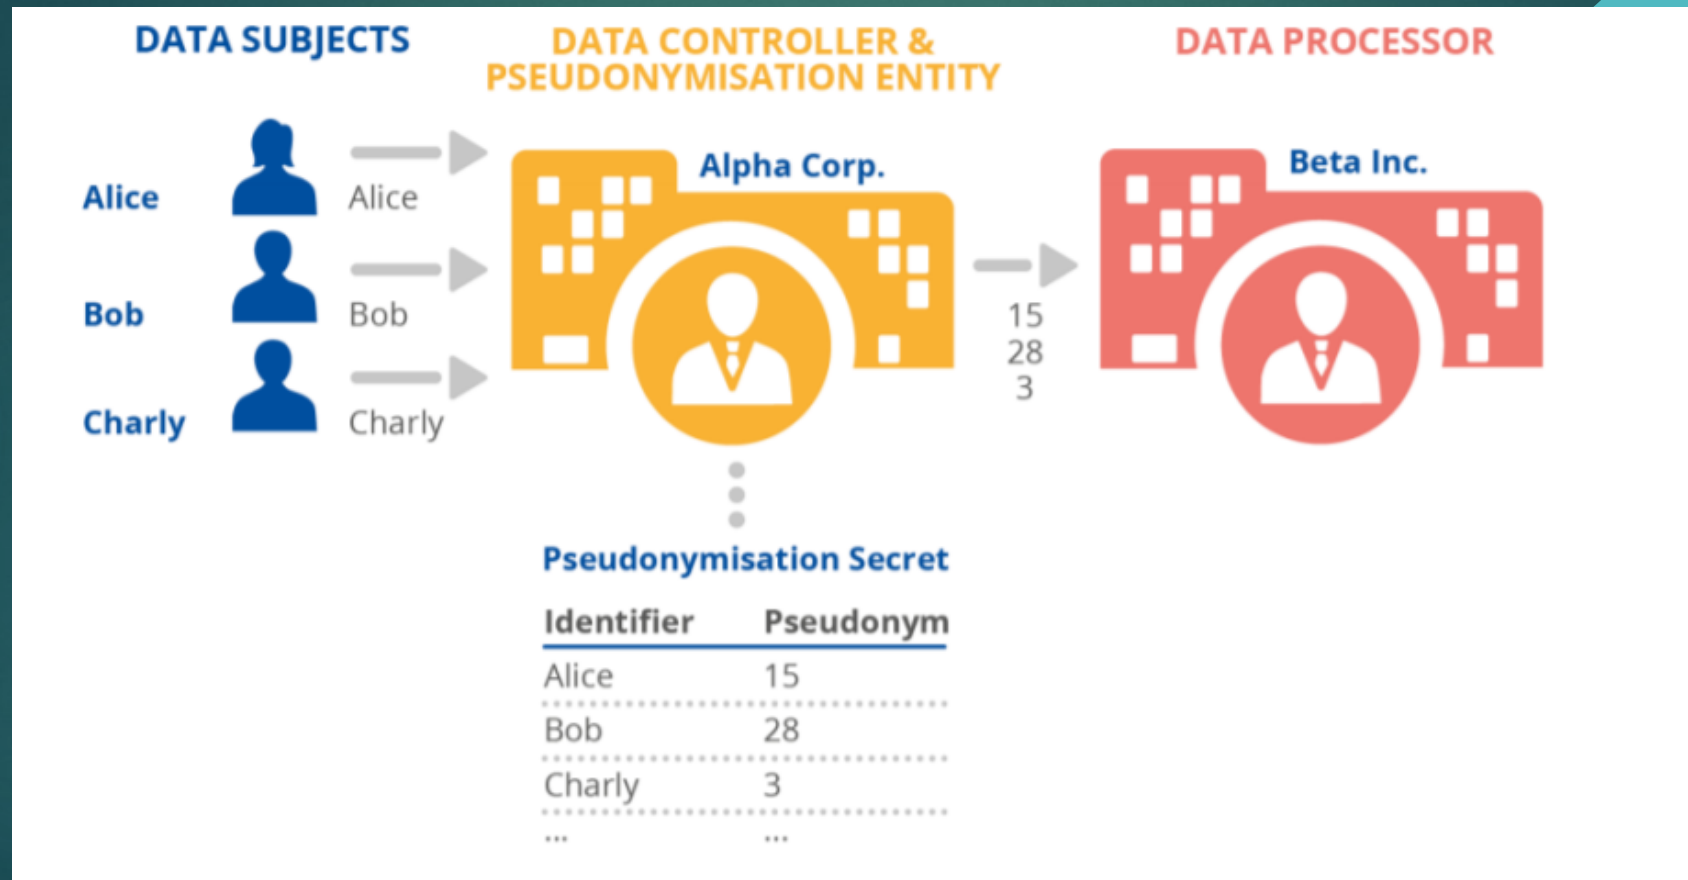 DATA SUBJECTS
DATA CONTROLLER &
PSEUDONYMISATION ENTITY
DATA PROCESSOR
Alice
Alice
Bob
Bob
Charly
Charly
Alpha Corp.
15
28
3
Beta Inc.
Pseudonymisation Secret
Identifier Pseudonym
Alice 15
Bob 28
Charly 3
... ...